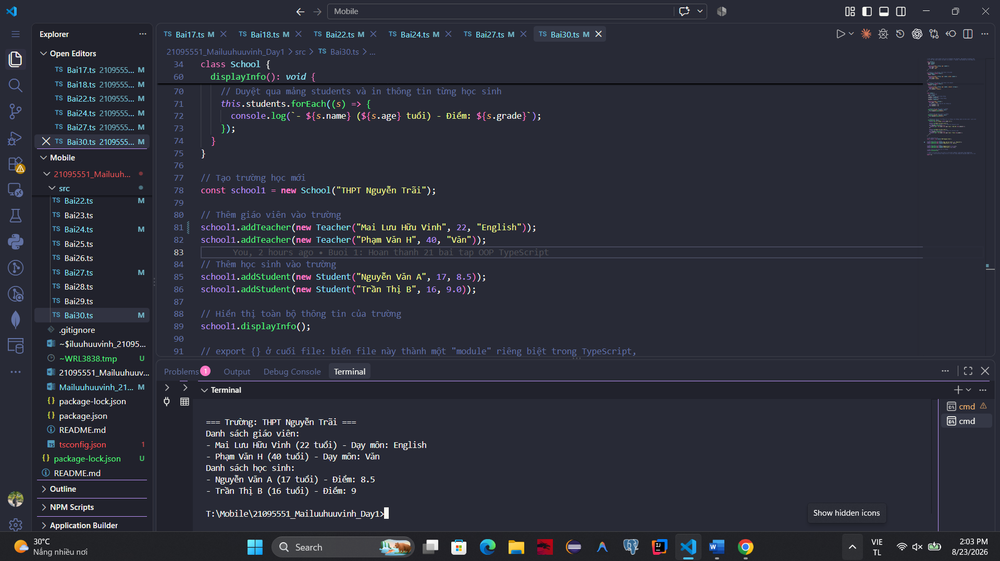 Mobile
Explorer
Open Editors
TS Bai17.ts 2109555... M
TS Bai18.ts 2109555... M
TS Bai22.ts 2109555... M
TS Bai24.ts 2109555... M
TS Bai27.ts 2109555... M
TS Bai30.ts 2109555... M
Mobile
21095551_Mailuuh...
src
TS Bai22.ts M
TS Bai23.ts
TS Bai24.ts M
TS Bai25.ts
TS Bai26.ts
TS Bai27.ts M
TS Bai28.ts
TS Bai29.ts
TS Bai30.ts M
.gitignore
~$iluuhuuvinh_21095...
~WRL3838.tmp U
21095551_Mailuuhuuv...
Mailuuhuuvinh_21... M
{} package-lock.json
{} package.json
README.md
TS tsconfig.json 1
{} package-lock.json U
README.md
Outline
NPM Scripts
Application Builder
TS Bai17.ts M
TS Bai18.ts M
TS Bai22.ts M
TS Bai24.ts M
TS Bai27.ts M
TS Bai30.ts M
21095551_Mailuuhuuvinh_Day1 > src > TS Bai30.ts > ...
34 class School {
60 displayInfo(): void {
70 // Duyệt qua mảng students và in thông tin từng học sinh
71 this.students.forEach((s) => {
72 console.log(`- ${s.name} (${s.age} tuổi) - Điểm: ${s.grade}`);
73 });
74 }
75 }
76
77 // Tạo trường học mới
78 const school1 = new School("THPT Nguyễn Trãi");
79
80 // Thêm giáo viên vào trường
81 school1.addTeacher(new Teacher("Mai Lưu Hữu Vinh", 22, "English"));
82 school1.addTeacher(new Teacher("Phạm Văn H", 40, "Văn"));
83 You, 2 hours ago • Buoi 1: Hoan thanh 21 bai tap OOP TypeScript
84 // Thêm học sinh vào trường
85 school1.addStudent(new Student("Nguyễn Văn A", 17, 8.5));
86 school1.addStudent(new Student("Trần Thị B", 16, 9.0));
87
88 // Hiển thị toàn bộ thông tin của trường
89 school1.displayInfo();
90
91 // export {} ở cuối file: biến file này thành một "module" riêng biệt trong TypeScript,
Problems 1 Output Debug Console Terminal
Terminal
=== Trường: THPT Nguyễn Trãi ===
Danh sách giáo viên:
- Mai Lưu Hữu Vinh (22 tuổi) - Dạy môn: English
- Phạm Văn H (40 tuổi) - Dạy môn: Văn
Danh sách học sinh:
- Nguyễn Văn A (17 tuổi) - Điểm: 8.5
- Trần Thị B (16 tuổi) - Điểm: 9
T:\Mobile\21095551_Mailuuhuuvinh_Day1>
cmd
cmd
Show hidden icons
30°C
Nắng nhiều nơi
Search
VIE
TL
2:03 PM
8/23/2026